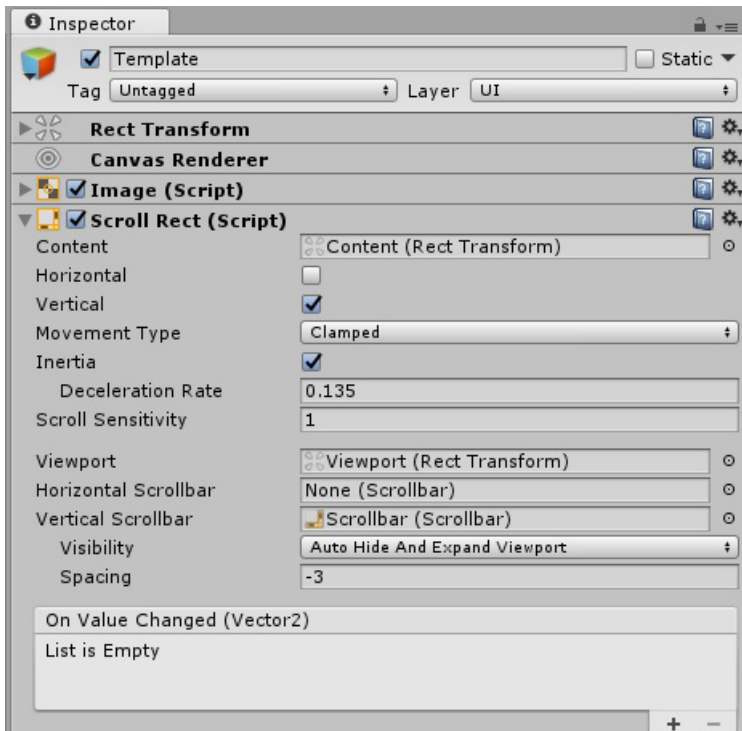 Inspector
Template Static
Tag Untagged Layer UI
Rect Transform
Canvas Renderer
Image (Script)
Scroll Rect (Script)
Content Content (Rect Transform)
Horizontal
Vertical
Movement Type Clamped
Inertia
Deceleration Rate 0.135
Scroll Sensitivity 1
Viewport Viewport (Rect Transform)
Horizontal Scrollbar None (Scrollbar)
Vertical Scrollbar Scrollbar (Scrollbar)
Visibility Auto Hide And Expand Viewport
Spacing -3
On Value Changed (Vector2)
List is Empty